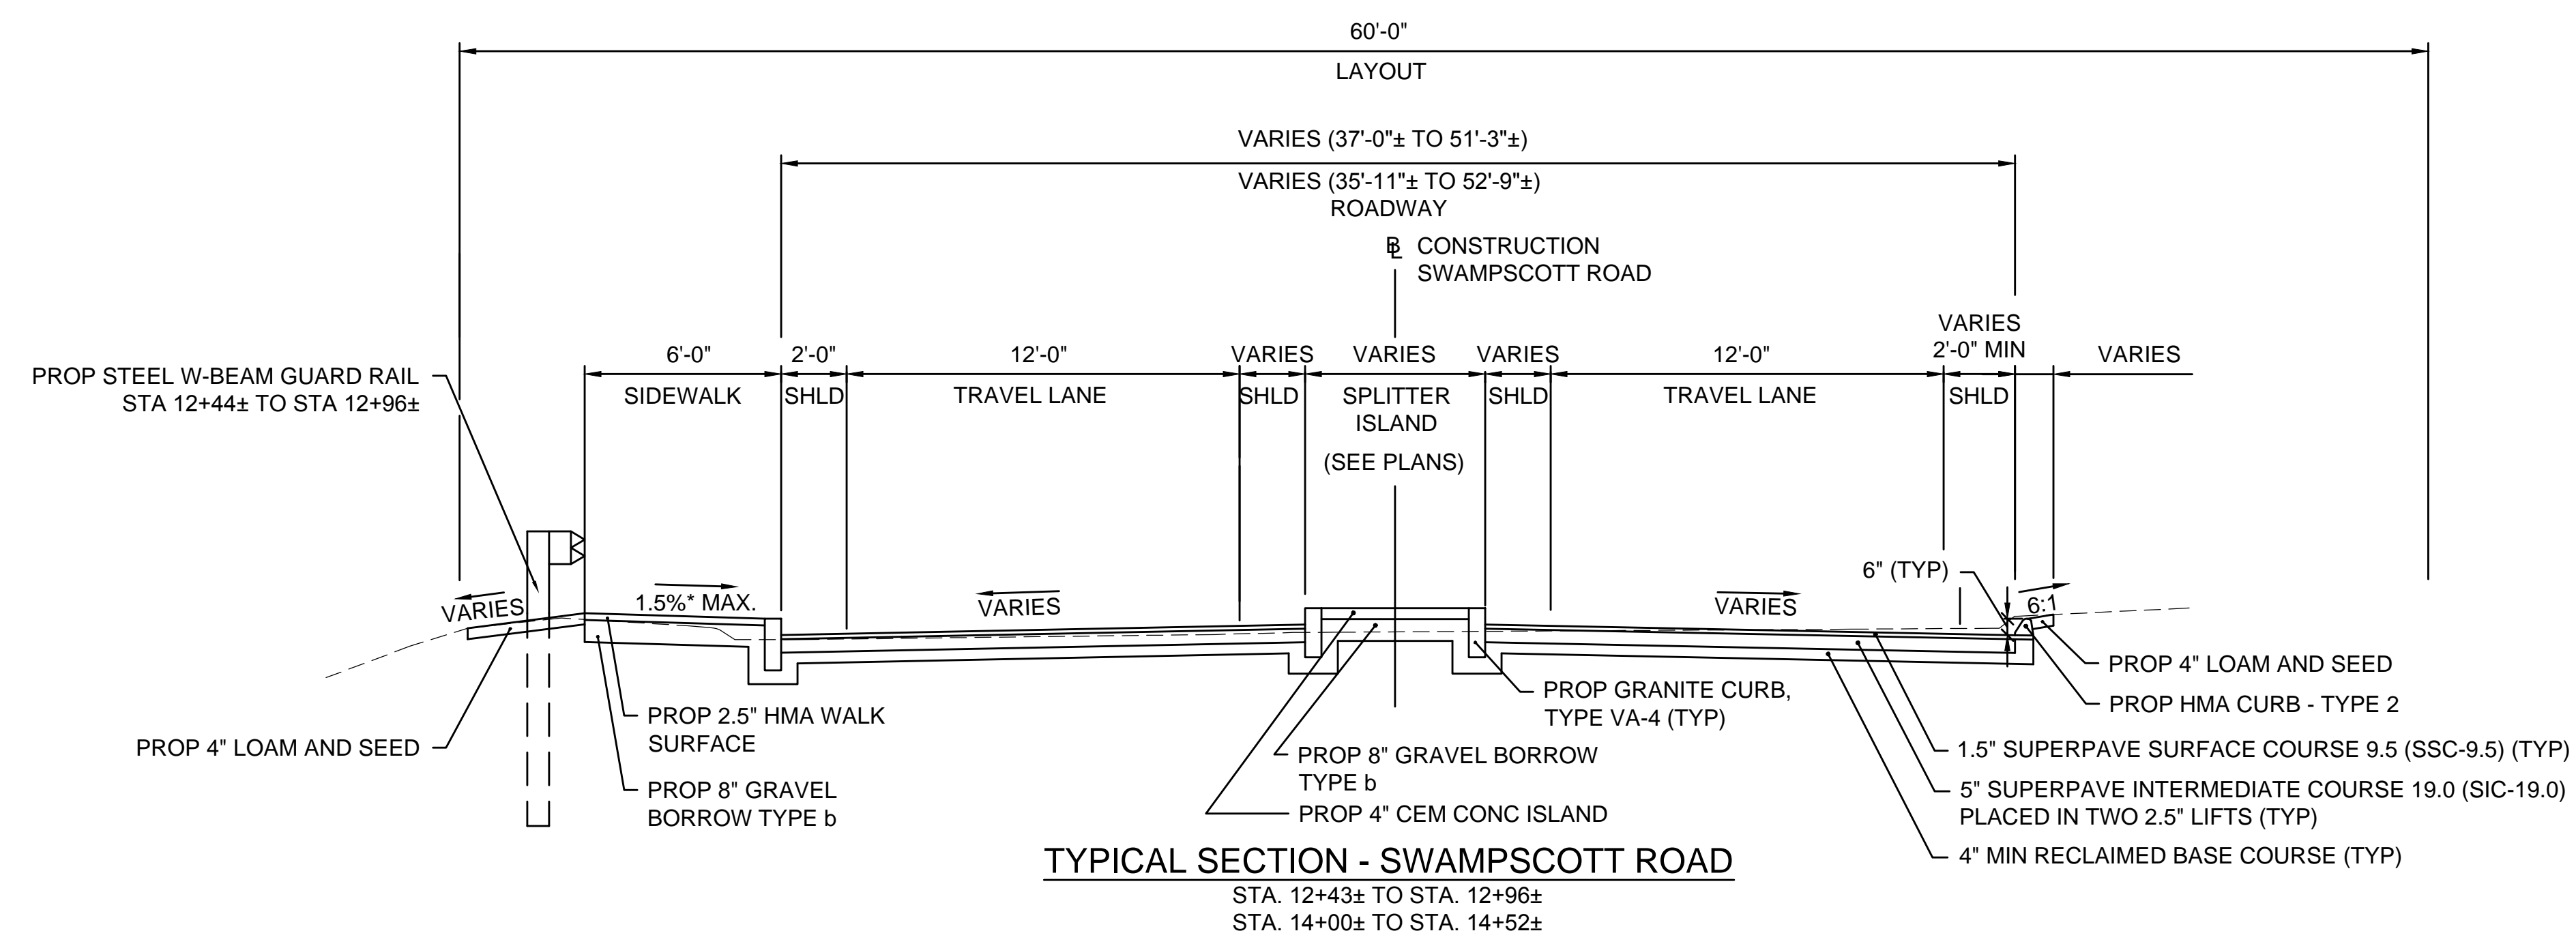 60'-0"
LAYOUT
VARIES (37'-0"± TO 51'-3"±)
VARIES (35'-11"± TO 52'-9"±)
ROADWAY
BL CONSTRUCTION
SWAMPSCOTT ROAD
6'-0"
SIDEWALK
2'-0"
SHLD
12'-0"
TRAVEL LANE
VARIES
SHLD
VARIES
SPLITTER
ISLAND
(SEE PLANS)
VARIES
SHLD
12'-0"
TRAVEL LANE
VARIES
2'-0" MIN
SHLD
VARIES
PROP STEEL W-BEAM GUARD RAIL
STA 12+44± TO STA 12+96±
VARIES
1.5%* MAX.
VARIES
VARIES
6" (TYP)
6:1
PROP 4" LOAM AND SEED
PROP 2.5" HMA WALK
SURFACE
PROP 8" GRAVEL
BORROW TYPE b
PROP GRANITE CURB,
TYPE VA-4 (TYP)
PROP 8" GRAVEL BORROW
TYPE b
PROP 4" CEM CONC ISLAND
PROP 4" LOAM AND SEED
PROP HMA CURB - TYPE 2
1.5" SUPERPAVE SURFACE COURSE 9.5 (SSC-9.5) (TYP)
5" SUPERPAVE INTERMEDIATE COURSE 19.0 (SIC-19.0)
PLACED IN TWO 2.5" LIFTS (TYP)
4" MIN RECLAIMED BASE COURSE (TYP)
TYPICAL SECTION - SWAMPSCOTT ROAD
STA. 12+43± TO STA. 12+96±
STA. 14+00± TO STA. 14+52±